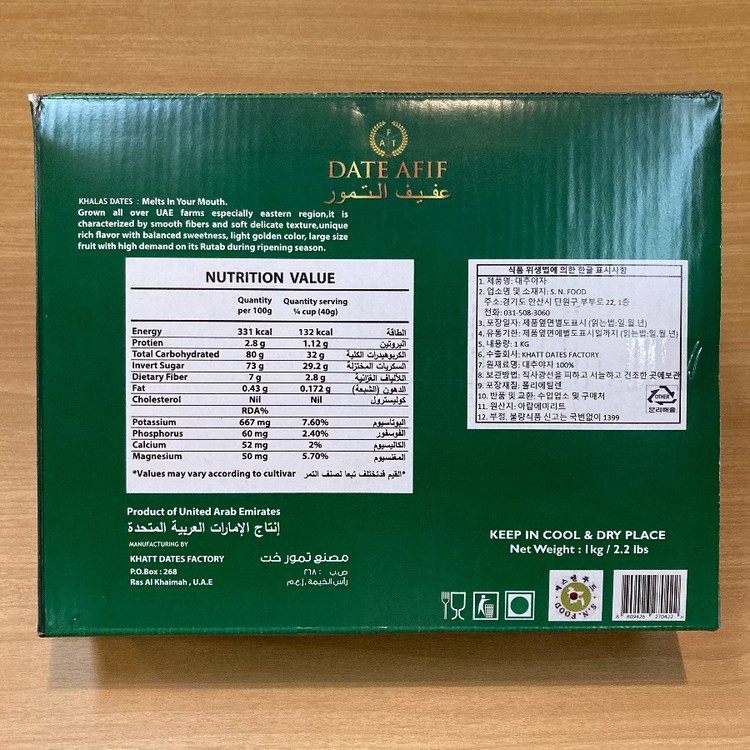 F
A T
DATE AFIF
عفيف التمور
KHALAS DATES : Melts In Your Mouth.
Grown all over UAE farms especially eastern region,it is
characterized by smooth fibers and soft delicate texture,unique
rich flavor with balanced sweetness, light golden color, large size
fruit with high demand on its Rutab during ripening season.
NUTRITION VALUE
Quantity per 100g Quantity serving ¼ cup (40g)
Energy 331 kcal 132 kcal الطاقة
Protien 2.8 g 1.12 g البروتين
Total Carbohydrated 80 g 32 g الكربوهيدرات الكلية
Invert Sugar 73 g 29.2 g السكريات المختزلة
Dietary Fiber 7 g 2.8 g للألياف الغزائية
Fat 0.43 g 0.172 g الدهون (الشبعة)
Cholesterol Nil Nil كوليسترول
RDA%
Potassium 667 mg 7.60% البوتاسيوم
Phosphorus 60 mg 2.40% الفوسفور
Calcium 52 mg 2% الكاليسيوم
Magnesium 50 mg 5.70% المغنسيوم
*Values may vary according to cultivar القيم قدتختلف تبعا لصنف التمر*
Product of United Arab Emirates
إنتاج الإمارات العربية المتحدة
MANUFACTURING BY
KHATT DATES FACTORY مصنع تمور خت
P.O.Box : 268 ص.ب : ٢٦٨
Ras Al Khaimah , U.A.E رأس الخيمة , إ.ع.م
식품 위생법에 의한 한글 표시사항
1. 제품명: 대추야자
2. 업소명 및 소재지: S. N. FOOD
주소:경기도 안산시 단원구 부부로 22, 1층
전화: 031-508-3060
3. 포장일자: 제품옆면별도표시 (읽는법:일.월.년)
4. 유통기한: 제품옆면에별도표시일까지 (읽는법:일.월.년)
5. 내용량: 1 KG
6. 수출회사: KHATT DATES FACTORY
7. 원재료명: 대추야자 100%
8. 보관방법: 직사광선을 피하고 서늘하고 건조한 곳에보관
9. 포장재질: 폴리에틸렌
10. 반품 및 교환: 수입업소 및 구매처
11. 원산지: 아랍에미리트
12. 부정. 불량식품 신고는 국번없이 1399
OTHER
분리배출
KEEP IN COOL & DRY PLACE
Net Weight : 1kg / 2.2 lbs
에스엔푸드
S. N. FOOD
8 809426 370422 >